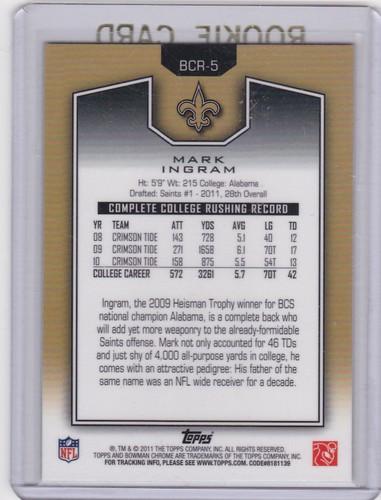 ROOKIE CARD
BCR-5
MARK
INGRAM
Ht: 5'9" Wt: 215 College: Alabama
Drafted: Saints #1 - 2011, 28th Overall
COMPLETE COLLEGE RUSHING RECORD
YR TEAM ATT YDS AVG LG TD
08 CRIMSON TIDE 143 728 5.1 40 12
09 CRIMSON TIDE 271 1658 6.1 70T 17
10 CRIMSON TIDE 158 875 5.5 54T 13
COLLEGE CAREER 572 3261 5.7 70T 42
Ingram, the 2009 Heisman Trophy winner for BCS
national champion Alabama, is a complete back who
will add yet more weaponry to the already-formidable
Saints offense. Mark not only accounted for 46 TDs
and just shy of 4,000 all-purpose yards in college, he
comes with an attractive pedigree: His father of the
same name was an NFL wide receiver for a decade.
NFL
Topps
®, TM & © 2011 THE TOPPS COMPANY, INC. ALL RIGHTS RESERVED.
TOPPS AND BOWMAN CHROME ARE TRADEMARKS OF THE TOPPS COMPANY, INC.
FOR TRACKING INFO, PLEASE SEE WWW.TOPPS.COM. CODE#8181139